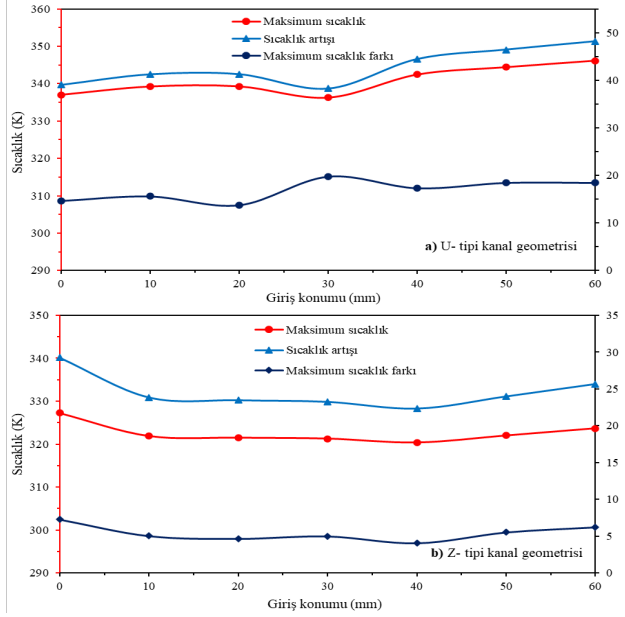 360
350
340
330
320
310
300
290
Sıcaklık (K)
Maksimum sıcaklık
Sıcaklık artışı
Maksimum sıcaklık farkı
50
40
30
20
10
0
a) U- tipi kanal geometrisi
0 10 20 30 40 50 60
Giriş konumu (mm)
350
340
330
320
310
300
290
Sıcaklık (K)
Maksimum sıcaklık
Sıcaklık artışı
Maksimum sıcaklık farkı
35
30
25
20
15
10
5
0
b) Z- tipi kanal geometrisi
0 10 20 30 40 50 60
Giriş konumu (mm)